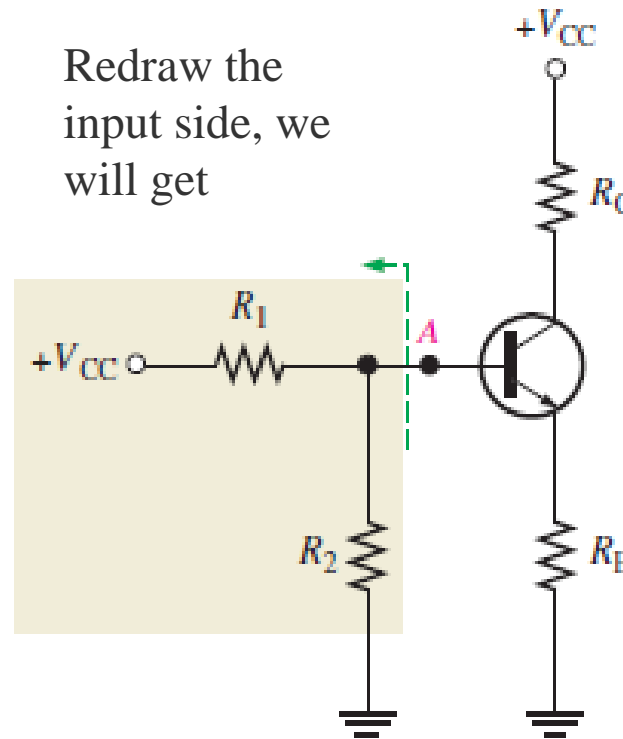 Redraw the
input side, we
will get
+VCC
R1
A
+VCC
R2